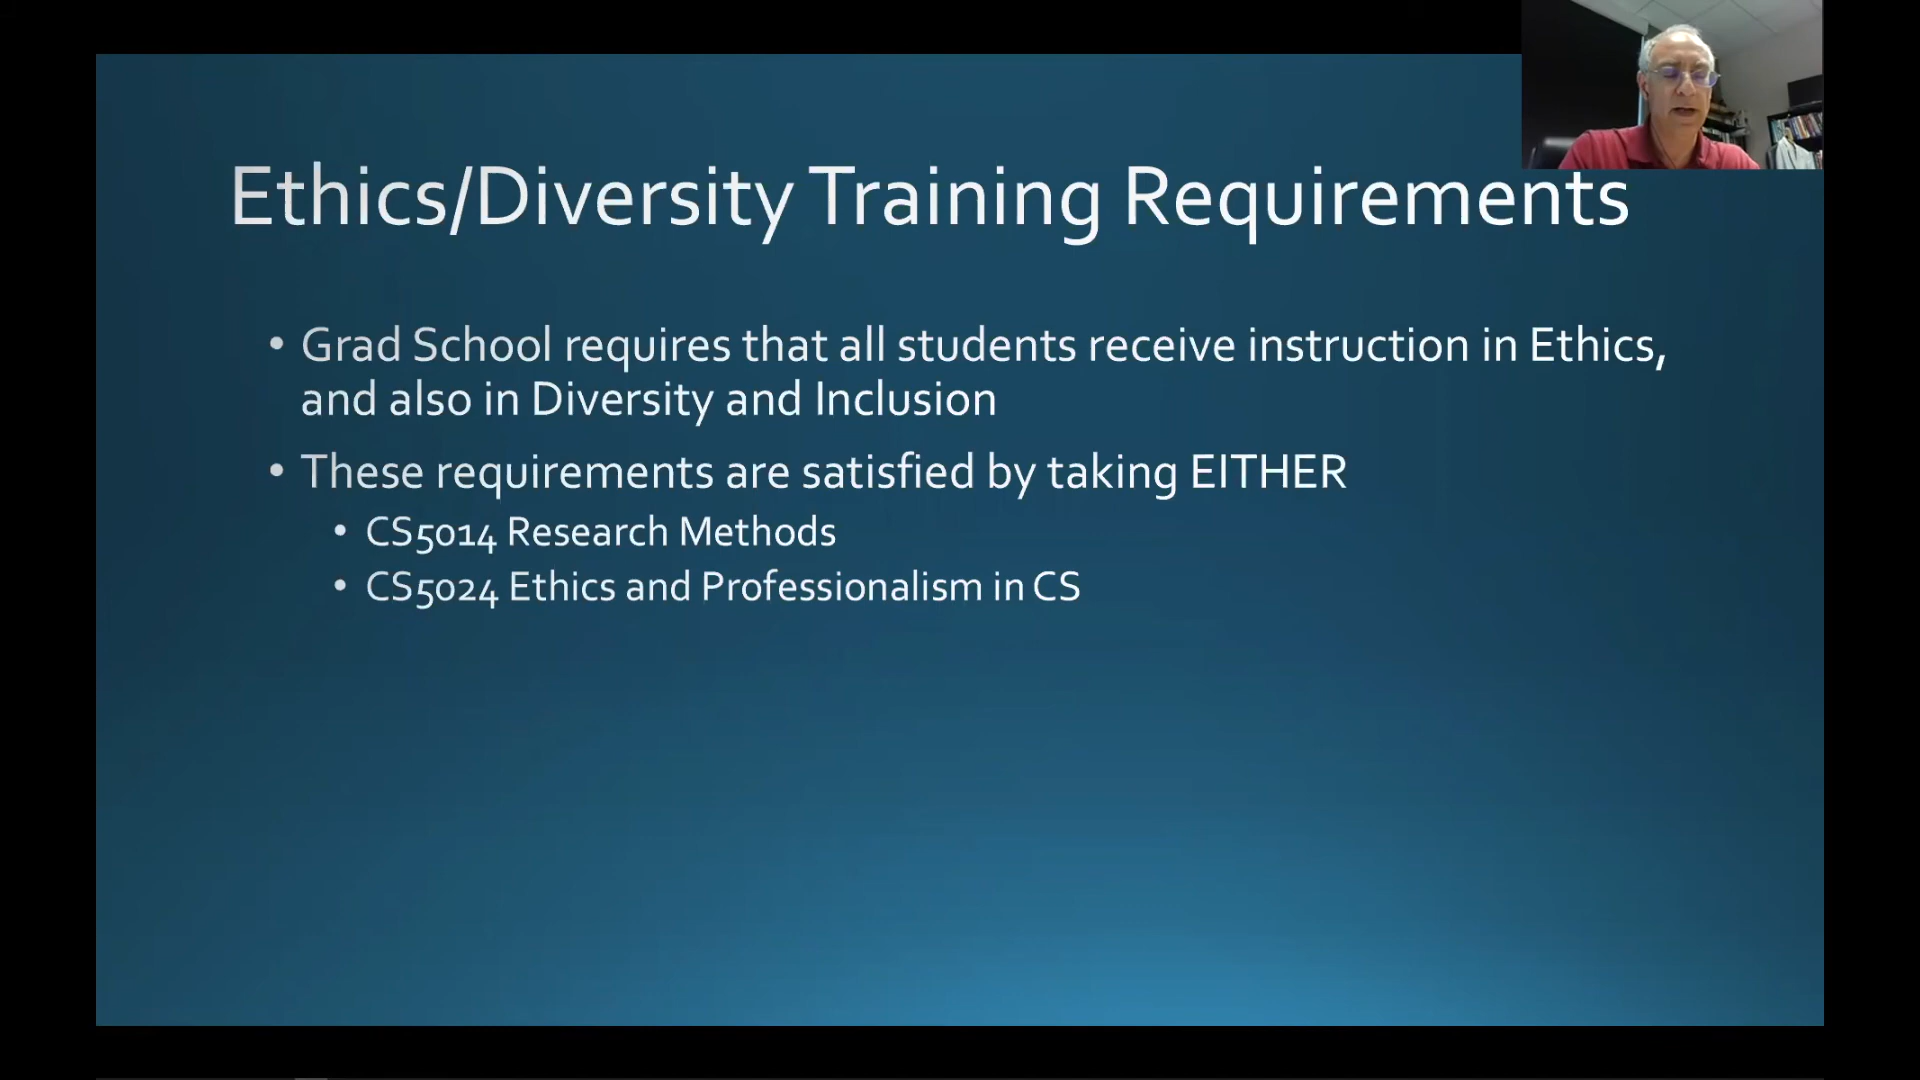 Ethics/Diversity Training Requirements
• Grad School requires that all students receive instruction in Ethics,
and also in Diversity and Inclusion
• These requirements are satisfied by taking EITHER
• CS5014 Research Methods
• CS5024 Ethics and Professionalism in CS